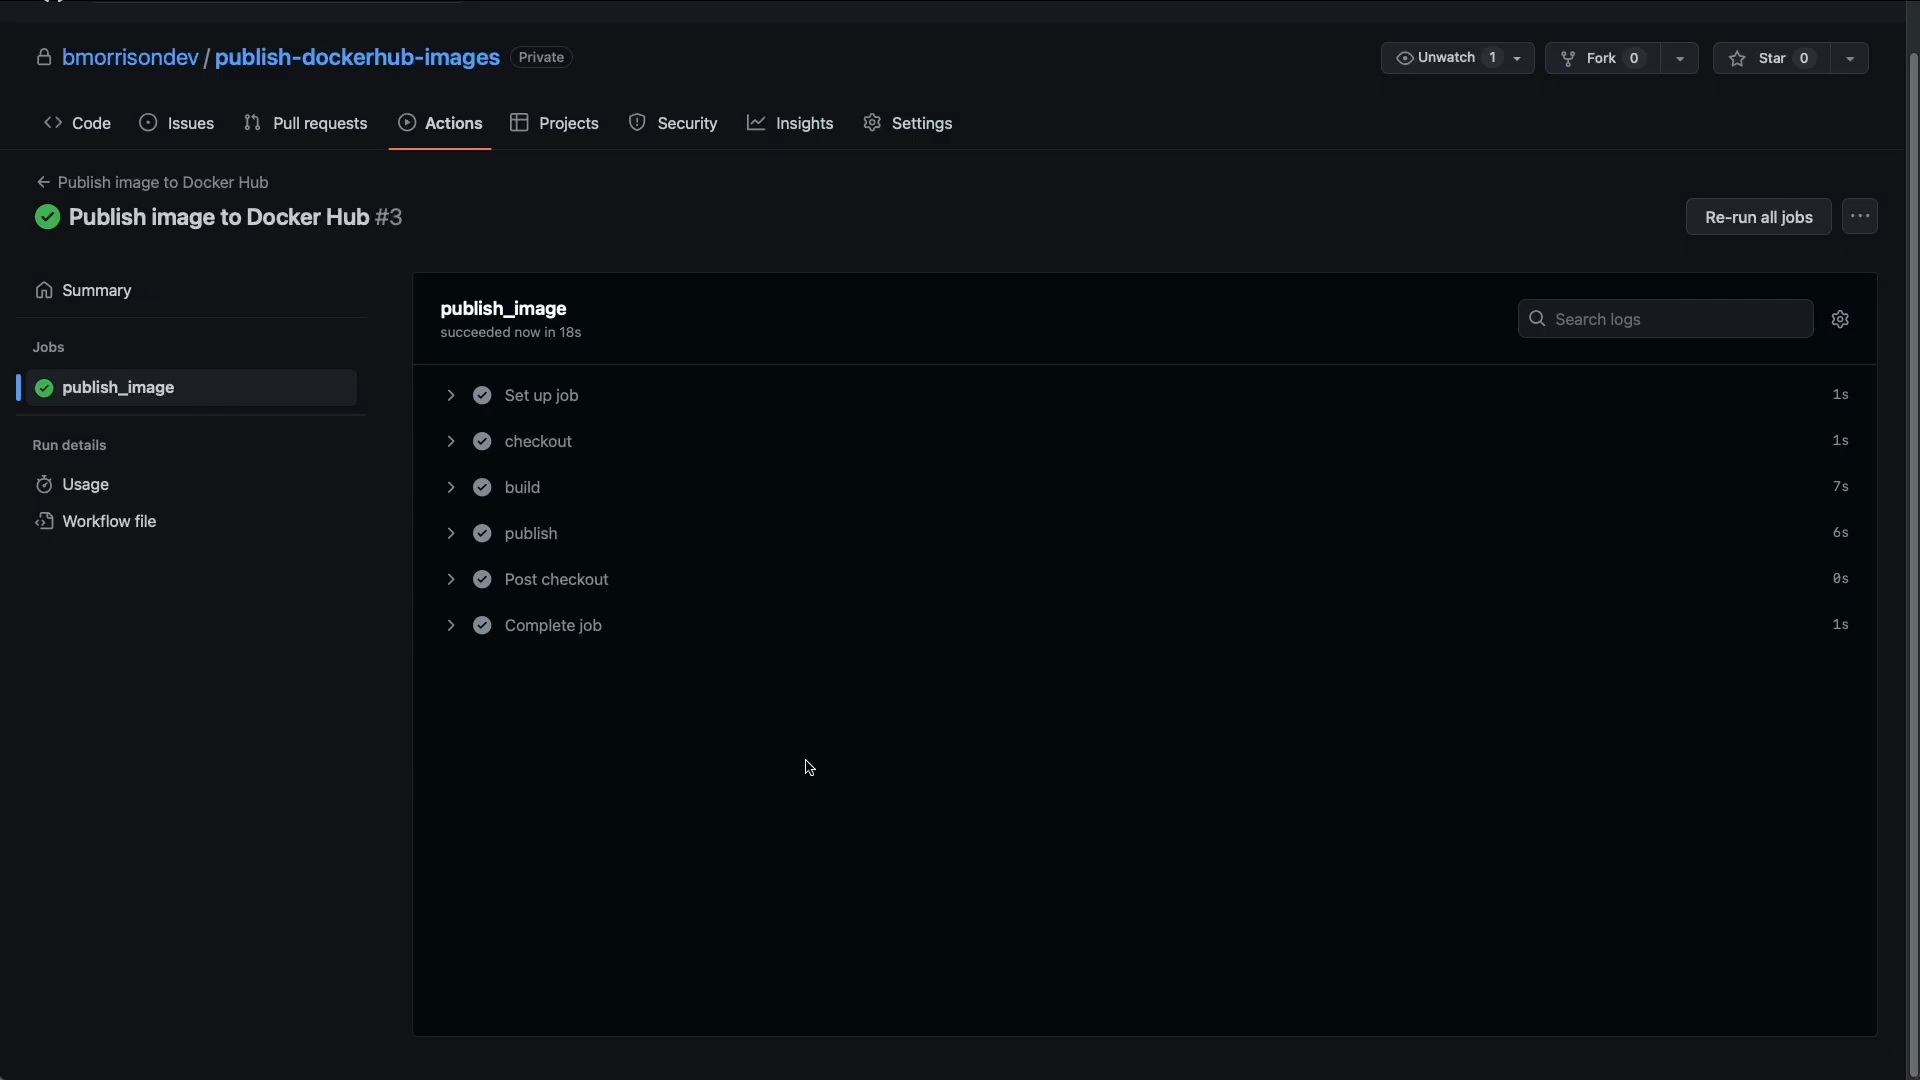 bmorrisondev / publish-dockerhub-images Private
Unwatch 1
Fork 0
Star 0
Code Issues Pull requests Actions Projects Security Insights Settings
Publish image to Docker Hub
Publish image to Docker Hub #3
Re-run all jobs
Summary
Jobs
publish_image
Run details
Usage
Workflow file
publish_image
succeeded now in 18s
Search logs
Set up job 1s
checkout 1s
build 7s
publish 6s
Post checkout 0s
Complete job 1s